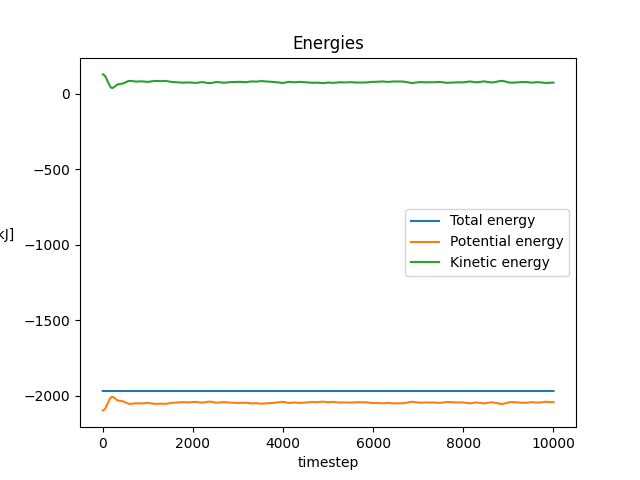 Energies
0
−500
−1000
−1500
−2000
kJ]
Total energy
Potential energy
Kinetic energy
0 2000 4000 6000 8000 10000
timestep